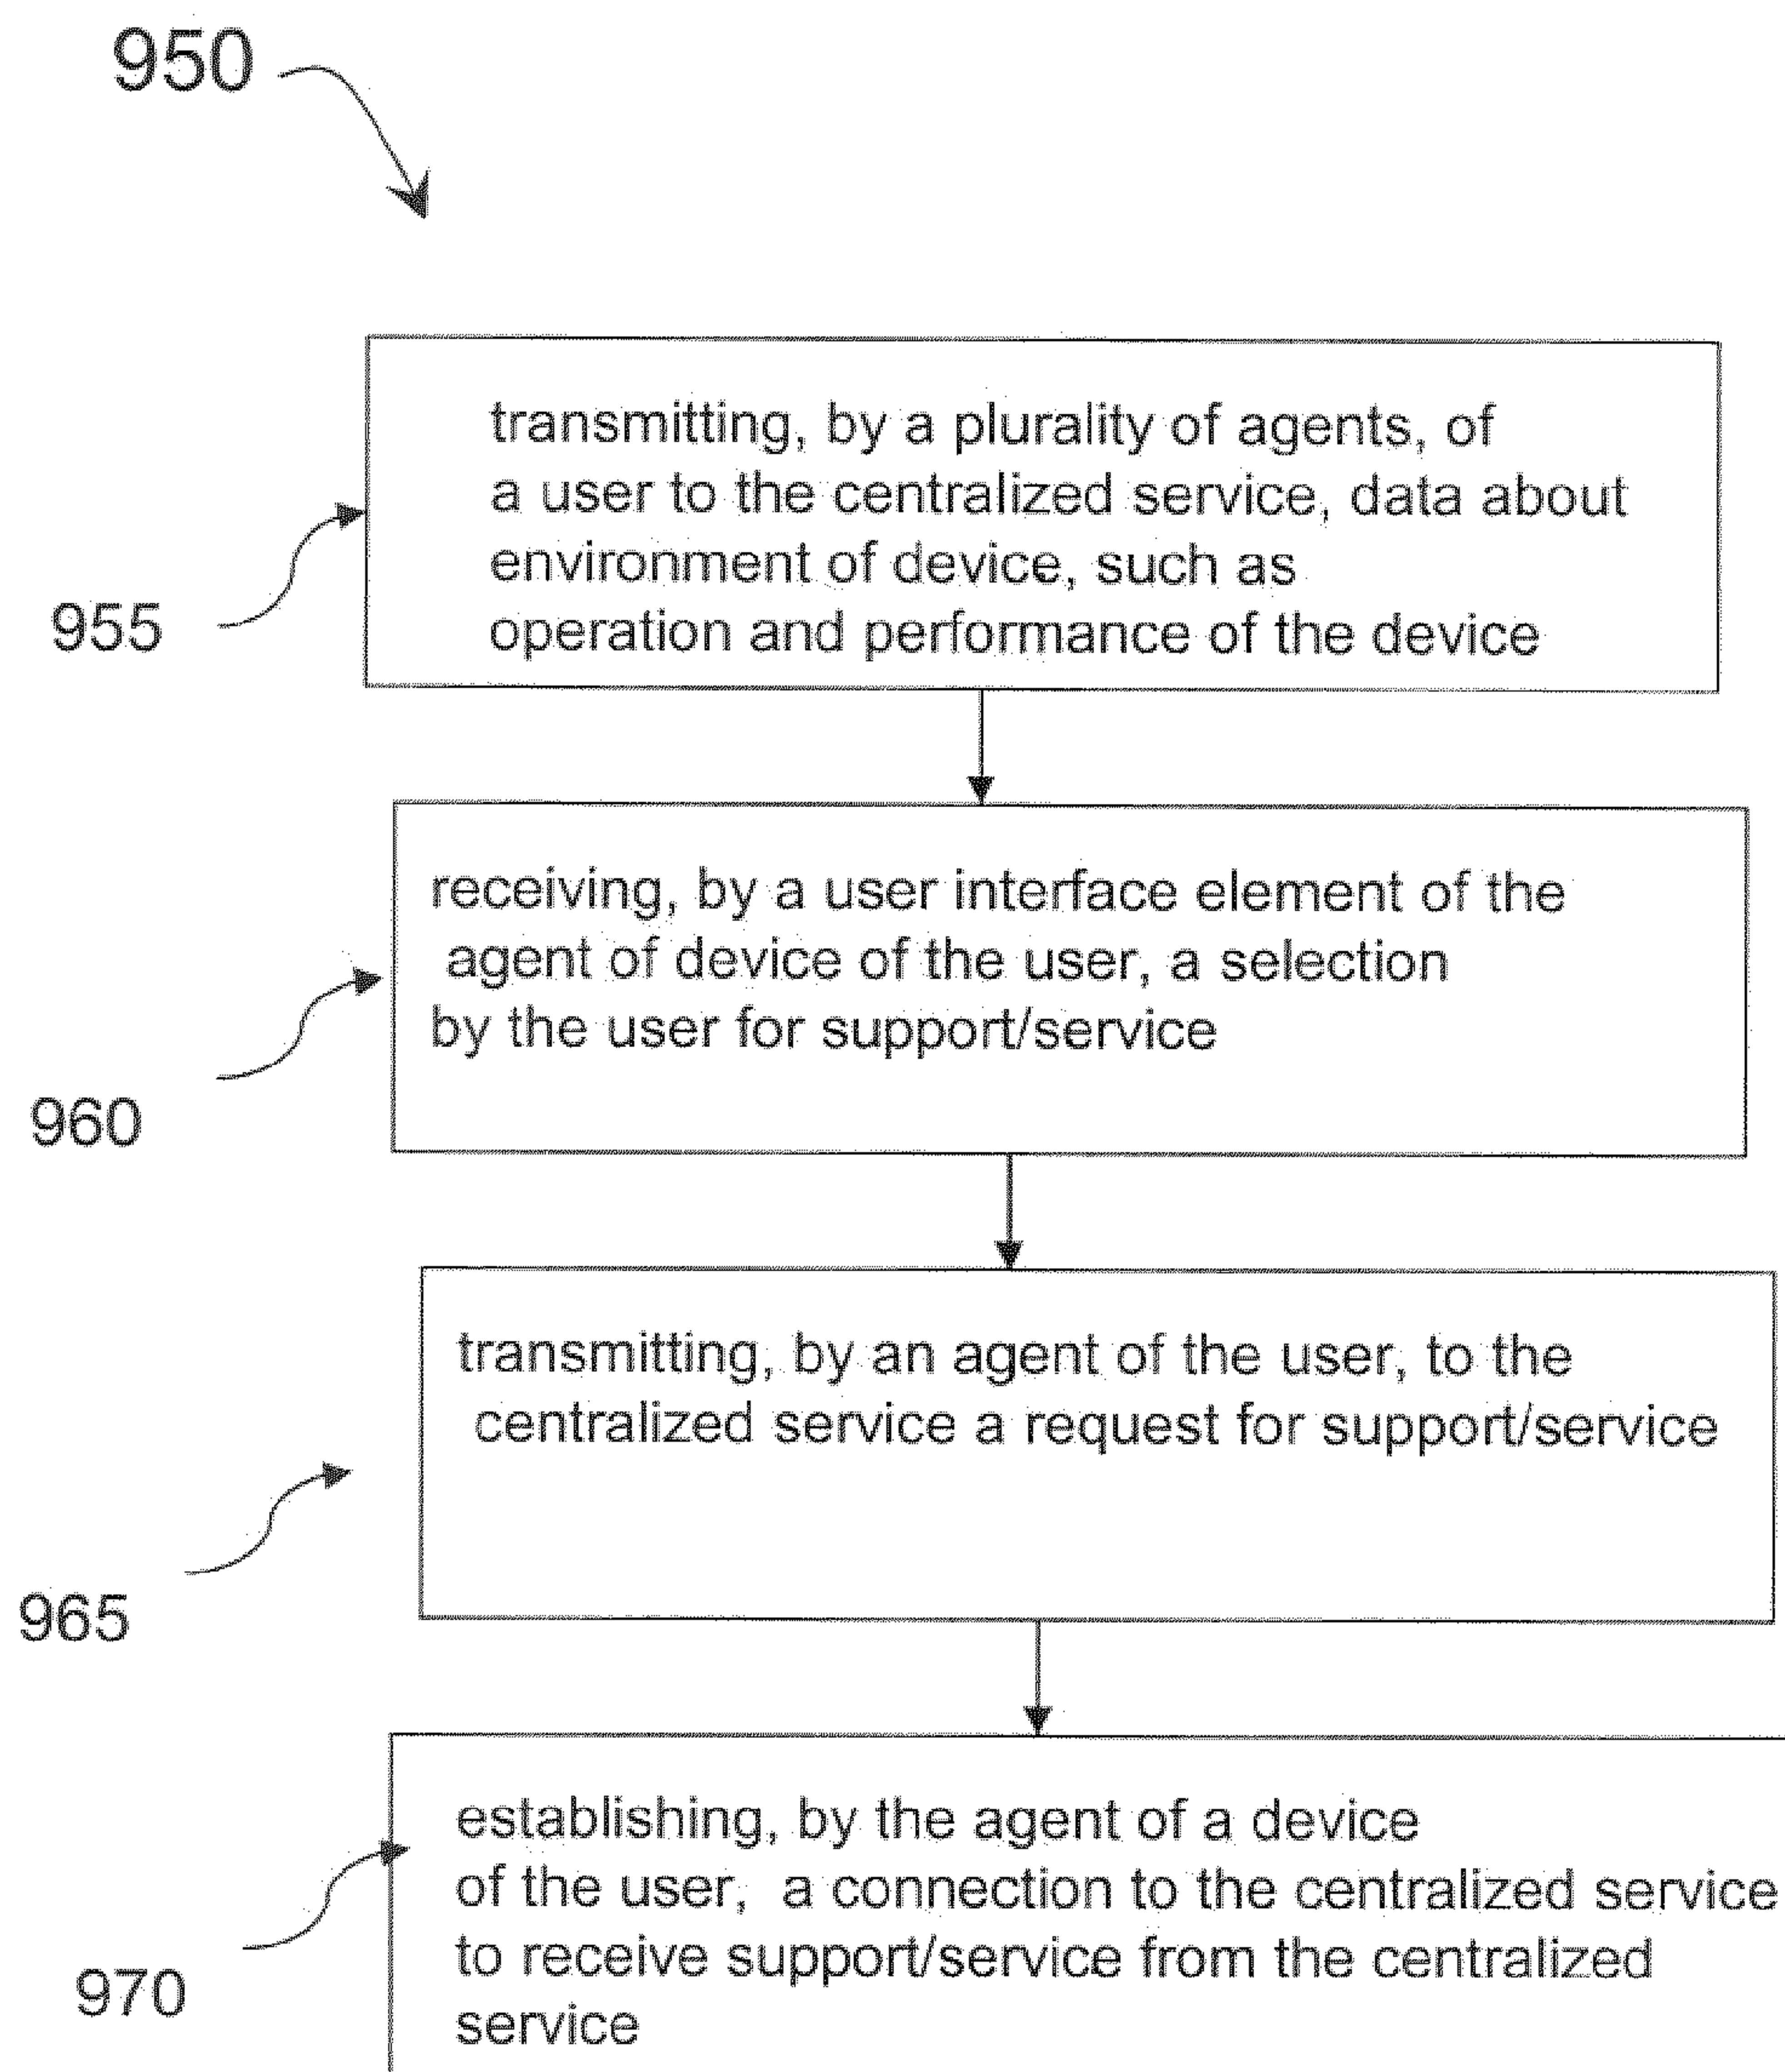 950
transmitting, by a plurality of agents, of
a user to the centralized service, data about
environment of device, such as
operation and performance of the device
955
receiving, by a user interface element of the
agent of device of the user, a selection
by the user for support/service
960
transmitting, by an agent of the user, to the
centralized service a request for support/service
965
establishing, by the agent of a device
of the user, a connection to the centralized service
to receive support/service from the centralized
service
970